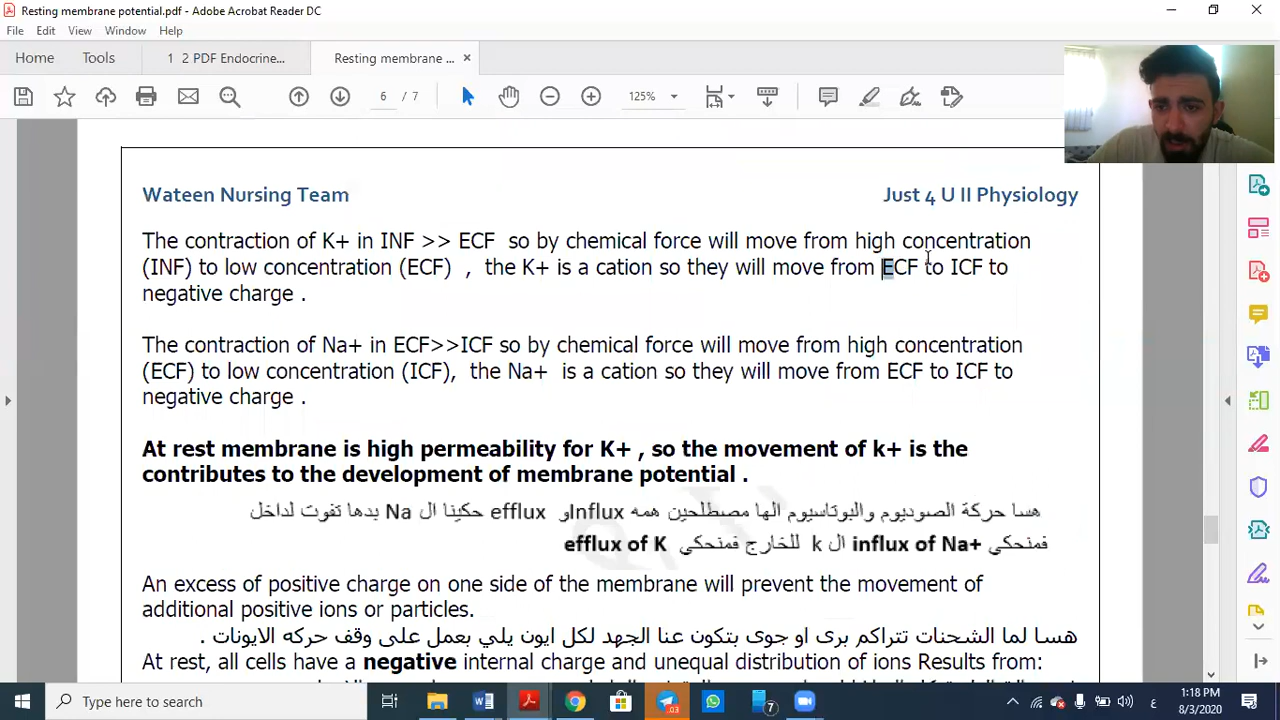 Resting membrane potential.pdf - Adobe Acrobat Reader DC
File Edit View Window Help
Home Tools 1 2 PDF Endocrine... Resting membrane ... ×
6 / 7 125%
Wateen Nursing Team Just 4 U II Physiology
The contraction of K+ in INF >> ECF so by chemical force will move from high concentration
(INF) to low concentration (ECF) , the K+ is a cation so they will move from ECF to ICF to
negative charge .
The contraction of Na+ in ECF>>ICF so by chemical force will move from high concentration
(ECF) to low concentration (ICF), the Na+ is a cation so they will move from ECF to ICF to
negative charge .
At rest membrane is high permeability for K+ , so the movement of k+ is the
contributes to the development of membrane potential .
هسا حركة الصوديوم والبوتاسيوم الها مصطلحين همه Influxو efflux حكينا ال Na بدها تفوت لداخل
فمنحكي influx of Na+ ال k للخارج فمنحكي efflux of K
An excess of positive charge on one side of the membrane will prevent the movement of
additional positive ions or particles.
هسا لما الشحنات تتراكم برى او جوى بتكون عنا الجهد لكل ايون يلي بعمل على وقف حركه الايونات .
At rest, all cells have a negative internal charge and unequal distribution of ions Results from:
Type here to search
03
7
ع
1:18 PM
8/3/2020